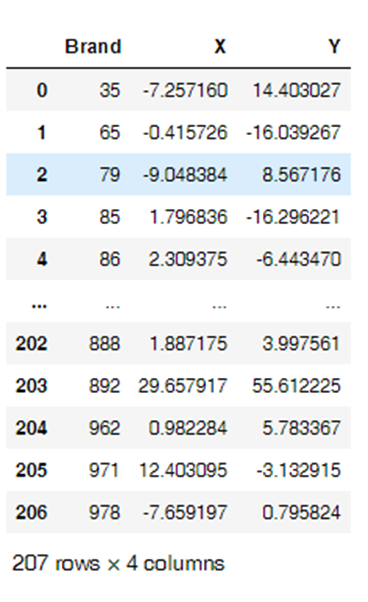 Brand X Y
0 35 -7.257160 14.403027
1 65 -0.415726 -16.039267
2 79 -9.048384 8.567176
3 85 1.796836 -16.296221
4 86 2.309375 -6.443470
... ... ... ...
202 888 1.887175 3.997561
203 892 29.657917 55.612225
204 962 0.982284 5.783367
205 971 12.403095 -3.132915
206 978 -7.659197 0.795824
207 rows × 4 columns